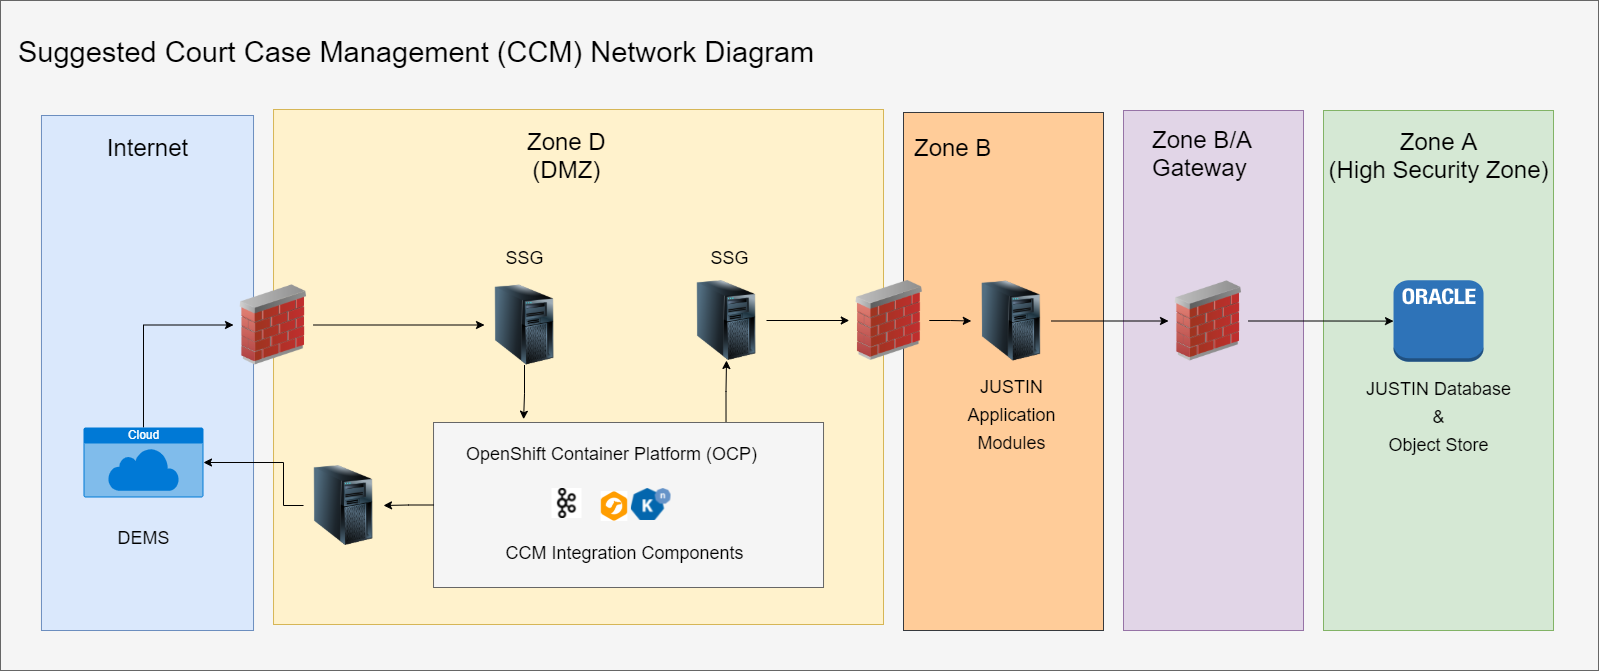 Suggested Court Case Management (CCM) Network Diagram
Internet
Zone D
(DMZ)
Zone B
Zone B/A
Gateway
Zone A
(High Security Zone)
SSG
SSG
ORACLE
JUSTIN
Application
Modules
JUSTIN Database
&
Object Store
Cloud
DEMS
OpenShift Container Platform (OCP)
K
n
CCM Integration Components